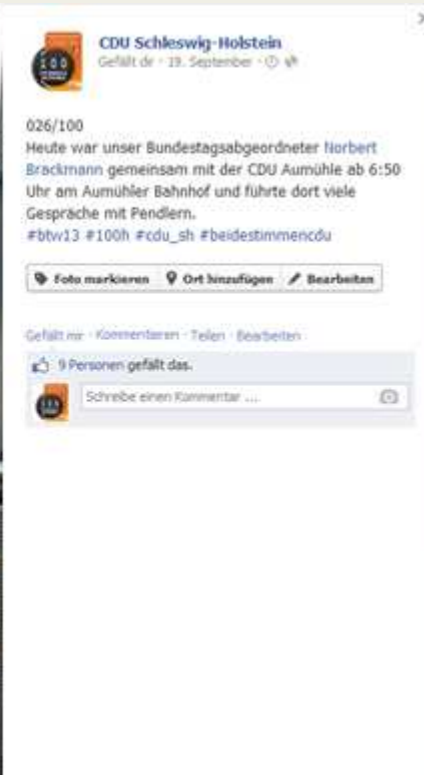 CDU Schleswig-Holstein
Gefällt dir · 19. September ·
026/100
Heute war unser Bundestagsabgeordneter Norbert
Brackmann gemeinsam mit der CDU Aumühle ab 6:50
Uhr am Aumühler Bahnhof und führte dort viele
Gespräche mit Pendlern.
#btw13 #100h #cdu_sh #beidestimmencdu
Foto markieren Ort hinzufügen Bearbeiten
Gefällt mir · Kommentieren · Teilen · Bearbeiten
9 Personen gefällt das.
Schreibe einen Kommentar ...
100